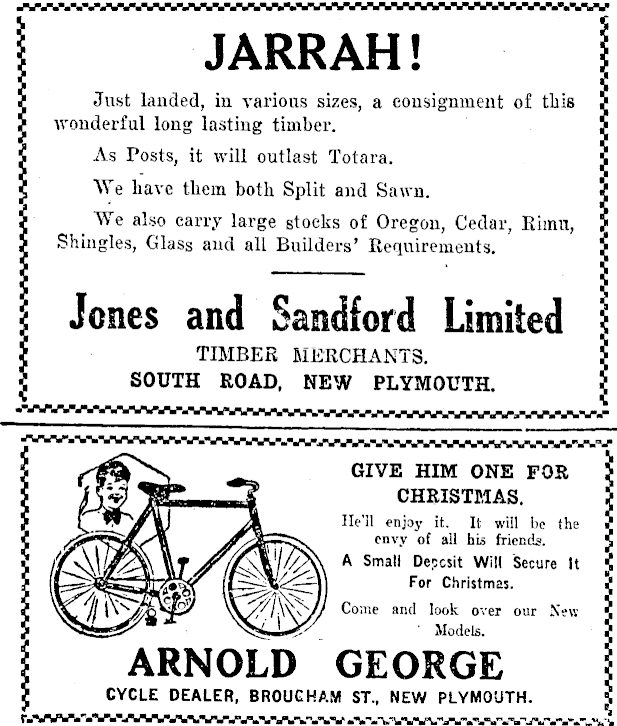 JARRAH!
Just landed, in various sizes, a consignment of this
wonderful long lasting timber.
As Posts, it will outlast Totara.
We have them both Split and Sawn.
We also carry large stocks of Oregon, Cedar, Rimu,
Shingles, Glass and all Builders' Requirements.
Jones and Sandford Limited
TIMBER MERCHANTS.
SOUTH ROAD, NEW PLYMOUTH.
GIVE HIM ONE FOR
CHRISTMAS.
He'll enjoy it. It will be the
envy of all his friends.
A Small Deposit Will Secure It
For Christmas.
Come and look over our New
Models.
ARNOLD GEORGE
CYCLE DEALER, BROUGHAM ST., NEW PLYMOUTH.